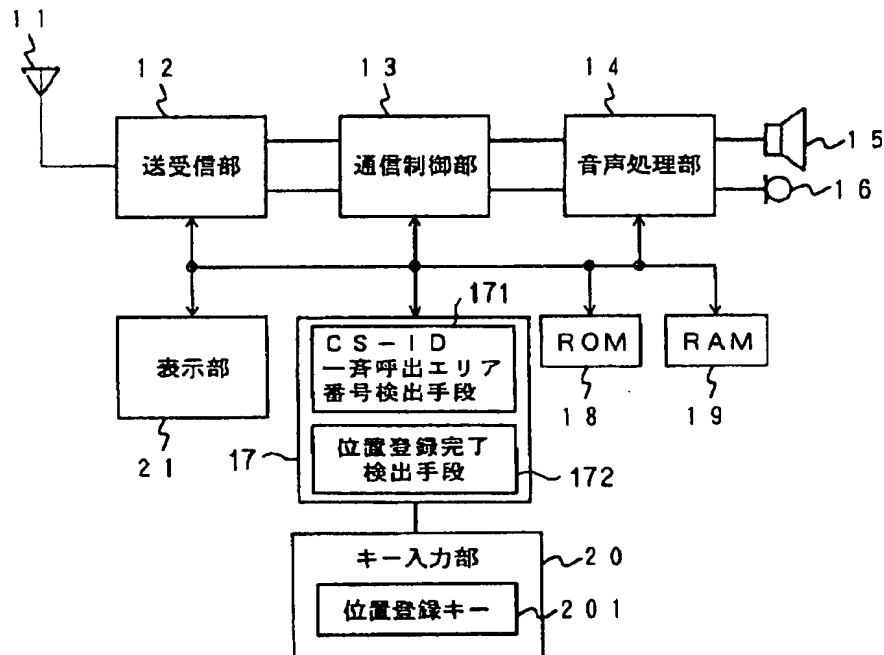 11
12
13
14
送受信部
通信制御部
音声処理部
15
16
171
CS-ID
一斉呼出エリア
番号検出手段
ROM
RAM
表示部
18
19
21
17
位置登録完了
検出手段
172
キー入力部
20
位置登録キー
201